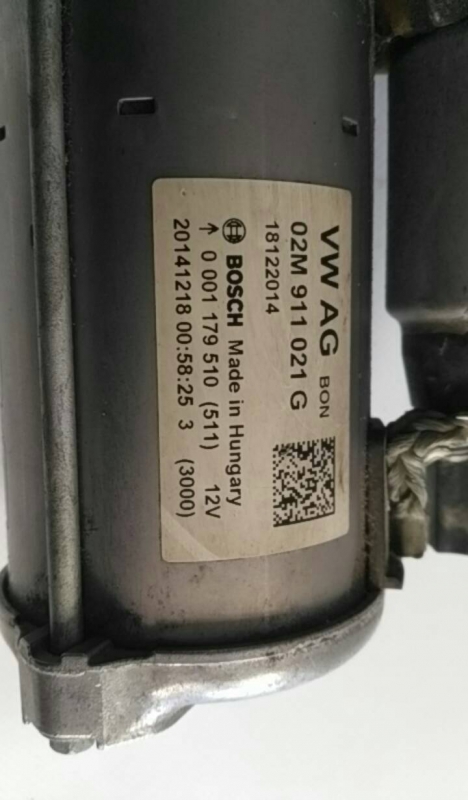 VW AG BON
02M 911 021 G
18122014
BOSCH Made in Hungary
↑ 0 001 179 510 (511) 12V
20141218 00:58:25 3 (3000)